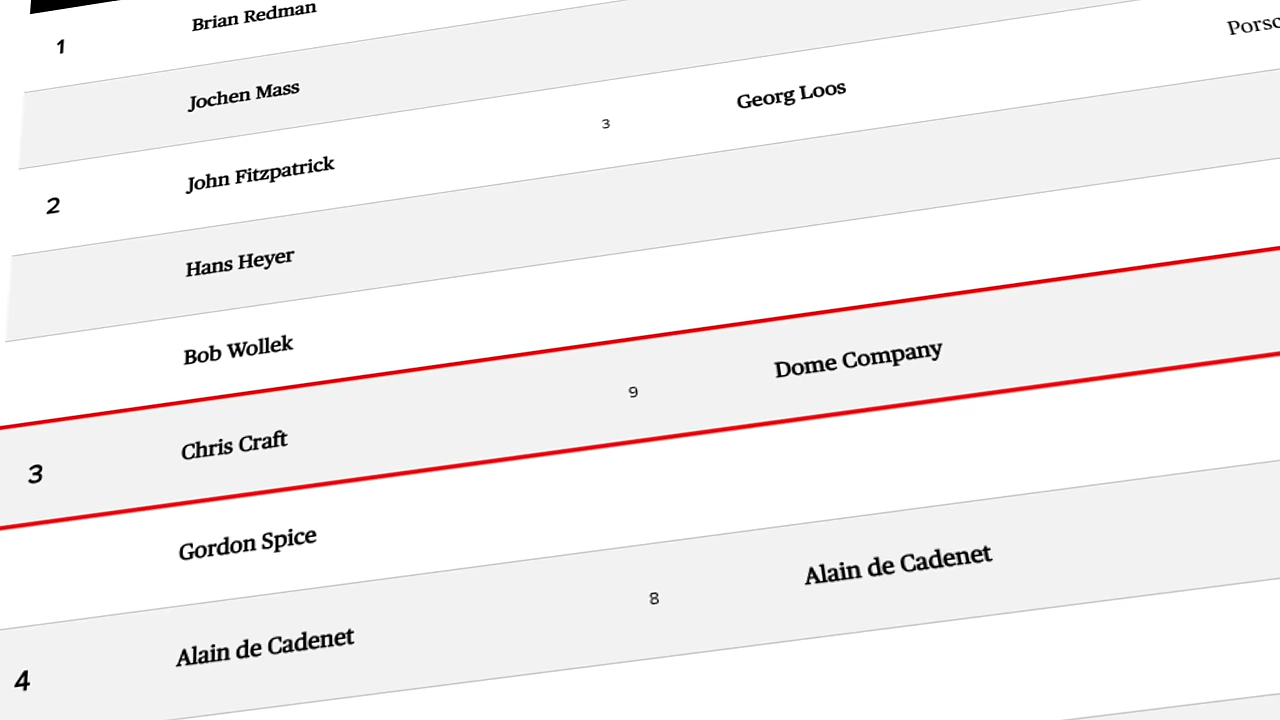 1 Brian Redman
Jochen Mass
2 John Fitzpatrick 3 Georg Loos
Hans Heyer
Bob Wollek
3 Chris Craft 9 Dome Company
Gordon Spice
4 Alain de Cadenet 8 Alain de Cadenet